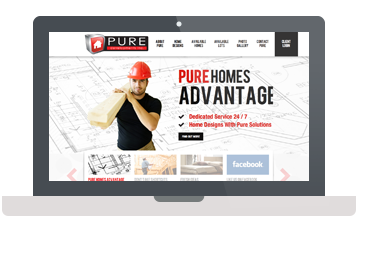 PURE
ABOUT PURE
HOME DESIGNS
AVAILABLE HOMES
AVAILABLE LOTS
PHOTO GALLERY
CONTACT PURE
CLIENT LOGIN
PURE HOMES
ADVANTAGE
Dedicated Service 24 / 7
Home Designs With Pure Solutions
FIND OUT MORE
facebook
PURE HOMES ADVANTAGE